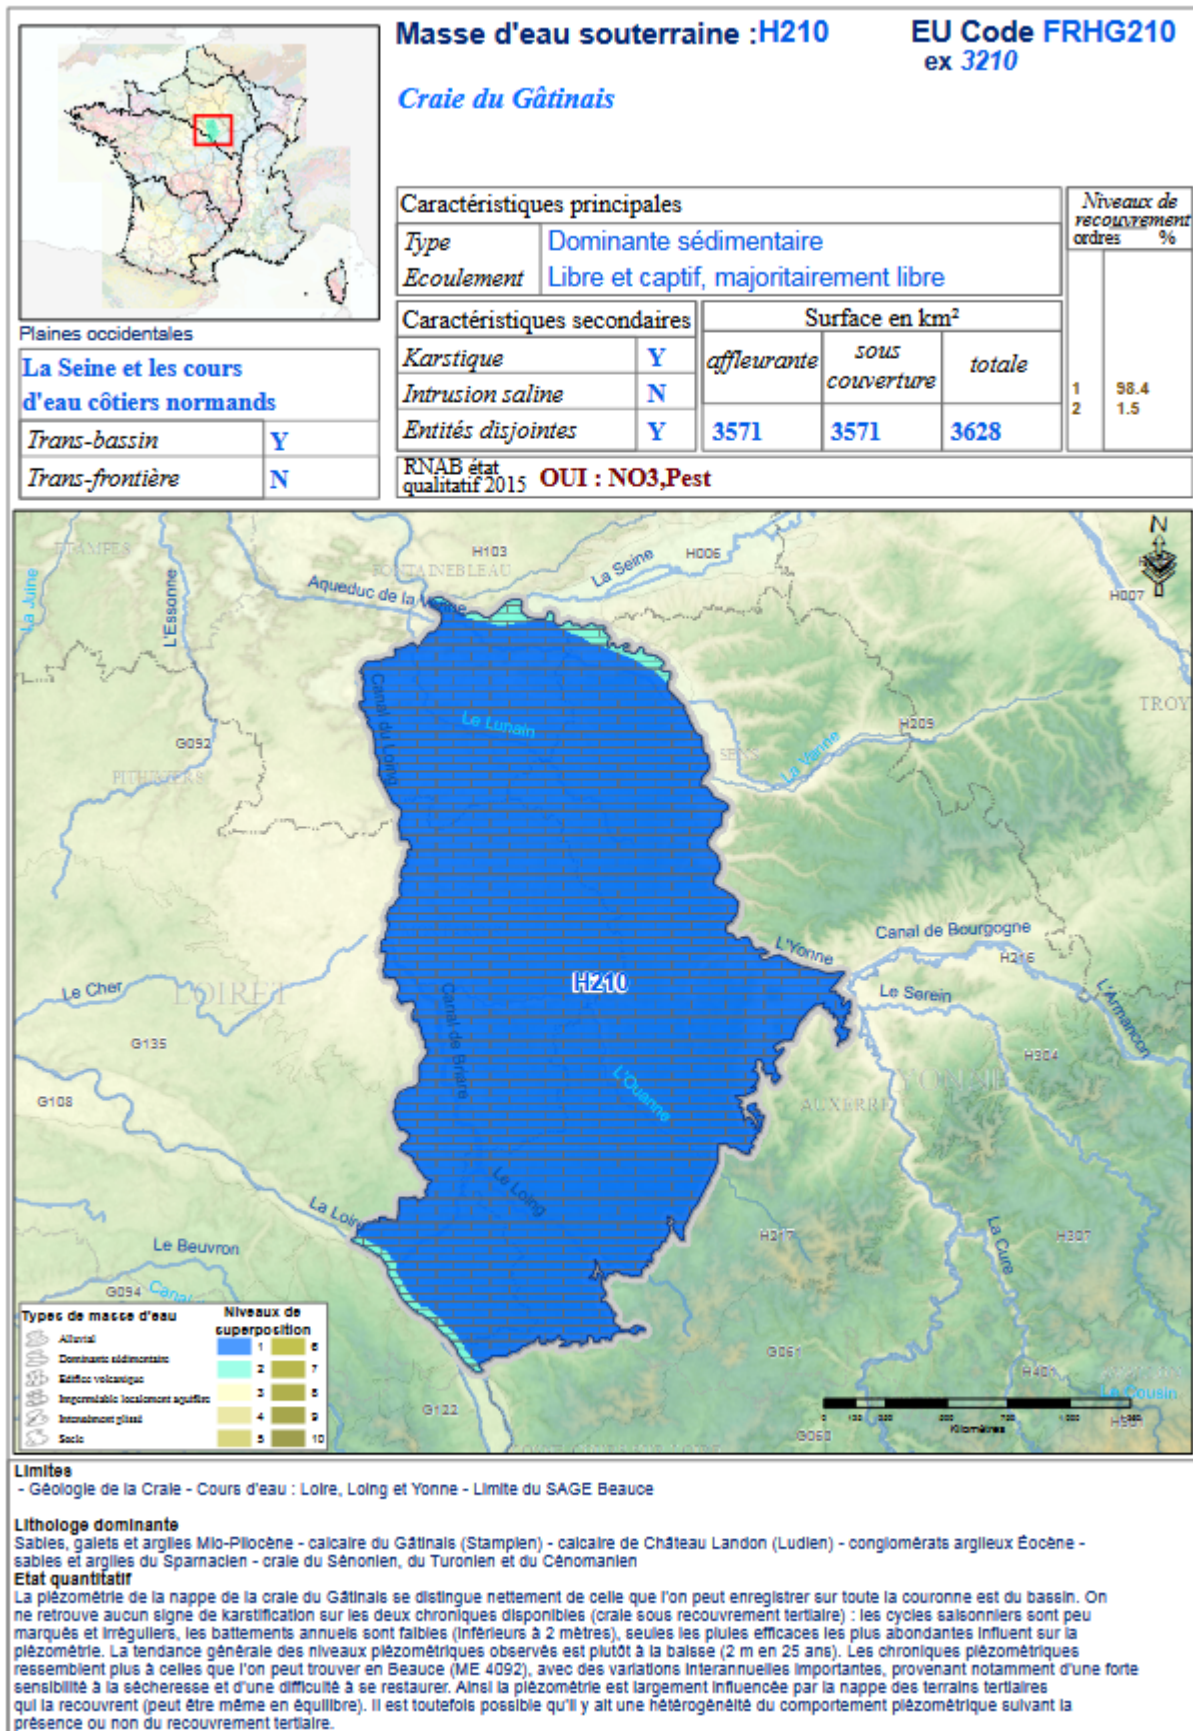 Masse d'eau souterraine :H210
EU Code FRHG210
ex 3210
Craie du Gâtinais
Plaines occidentales
La Seine et les cours
d'eau côtiers normands
Trans-bassin Y
Trans-frontière N
Caractéristiques principales
Type Dominante sédimentaire
Ecoulement Libre et captif, majoritairement libre
Caractéristiques secondaires
Karstique Y
Intrusion saline N
Entités disjointes Y
Surface en km²
affleurante sous couverture totale
3571 3571 3628
Niveaux de
recouvrement
ordres %
1 98.4
2 1.5
RNAB état
qualitatif 2015 OUI : NO3,Pest
ETAMPES
La Juine
L'Essonne
H103
FONTAINEBLEAU
La Seine
H006
N
H007
Aqueduc de la Vanne
Canal du Loing
Le Lunain
TROY
H209
SENS
La Vanne
G092
PITHIVIERS
L'Yonne
Canal de Bourgogne
H216
H210
Le Cher
LOIRET
Le Serein
L'Armançon
Canal de Briare
G135
H304
L'Ouanne
YONNE
G108
AUXERRE
Le Loing
La Loire
Le Beuvron
H217
La Cure
H307
G094
Canal
G061
H401
Le Cousin
G122
G060
Kilomètres
Types de masse d'eau
Alluvial
Dominante sédimentaire
Edifice volcanique
Imperméable localement aquifère
Intensément plissé
Socle
Niveaux de
superposition
1 6
2 7
3 8
4 9
5 10
Limites
- Géologie de la Craie - Cours d'eau : Loire, Loing et Yonne - Limite du SAGE Beauce
Lithologe dominante
Sables, galets et argiles Mio-Pliocène - calcaire du Gâtinais (Stampien) - calcaire de Château Landon (Ludien) - conglomérats argileux Éocène -
sables et argiles du Sparnacien - craie du Sénonien, du Turonien et du Cénomanien
Etat quantitatif
La piézométrie de la nappe de la craie du Gâtinais se distingue nettement de celle que l'on peut enregistrer sur toute la couronne est du bassin. On
ne retrouve aucun signe de karstification sur les deux chroniques disponibles (craie sous recouvrement tertiaire) : les cycles saisonniers sont peu
marqués et irréguliers, les battements annuels sont faibles (inférieurs à 2 mètres), seules les pluies efficaces les plus abondantes influent sur la
piézométrie. La tendance générale des niveaux piézométriques observés est plutôt à la baisse (2 m en 25 ans). Les chroniques piézométriques
ressemblent plus à celles que l'on peut trouver en Beauce (ME 4092), avec des variations interannuelles importantes, provenant notamment d'une forte
sensibilité à la sécheresse et d'une difficulté à se restaurer. Ainsi la piézométrie est largement influencée par la nappe des terrains tertiaires
qui la recouvrent (peut être même en équilibre). Il est toutefois possible qu'il y ait une hétérogénéité du comportement piézométrique suivant la
présence ou non du recouvrement tertiaire.